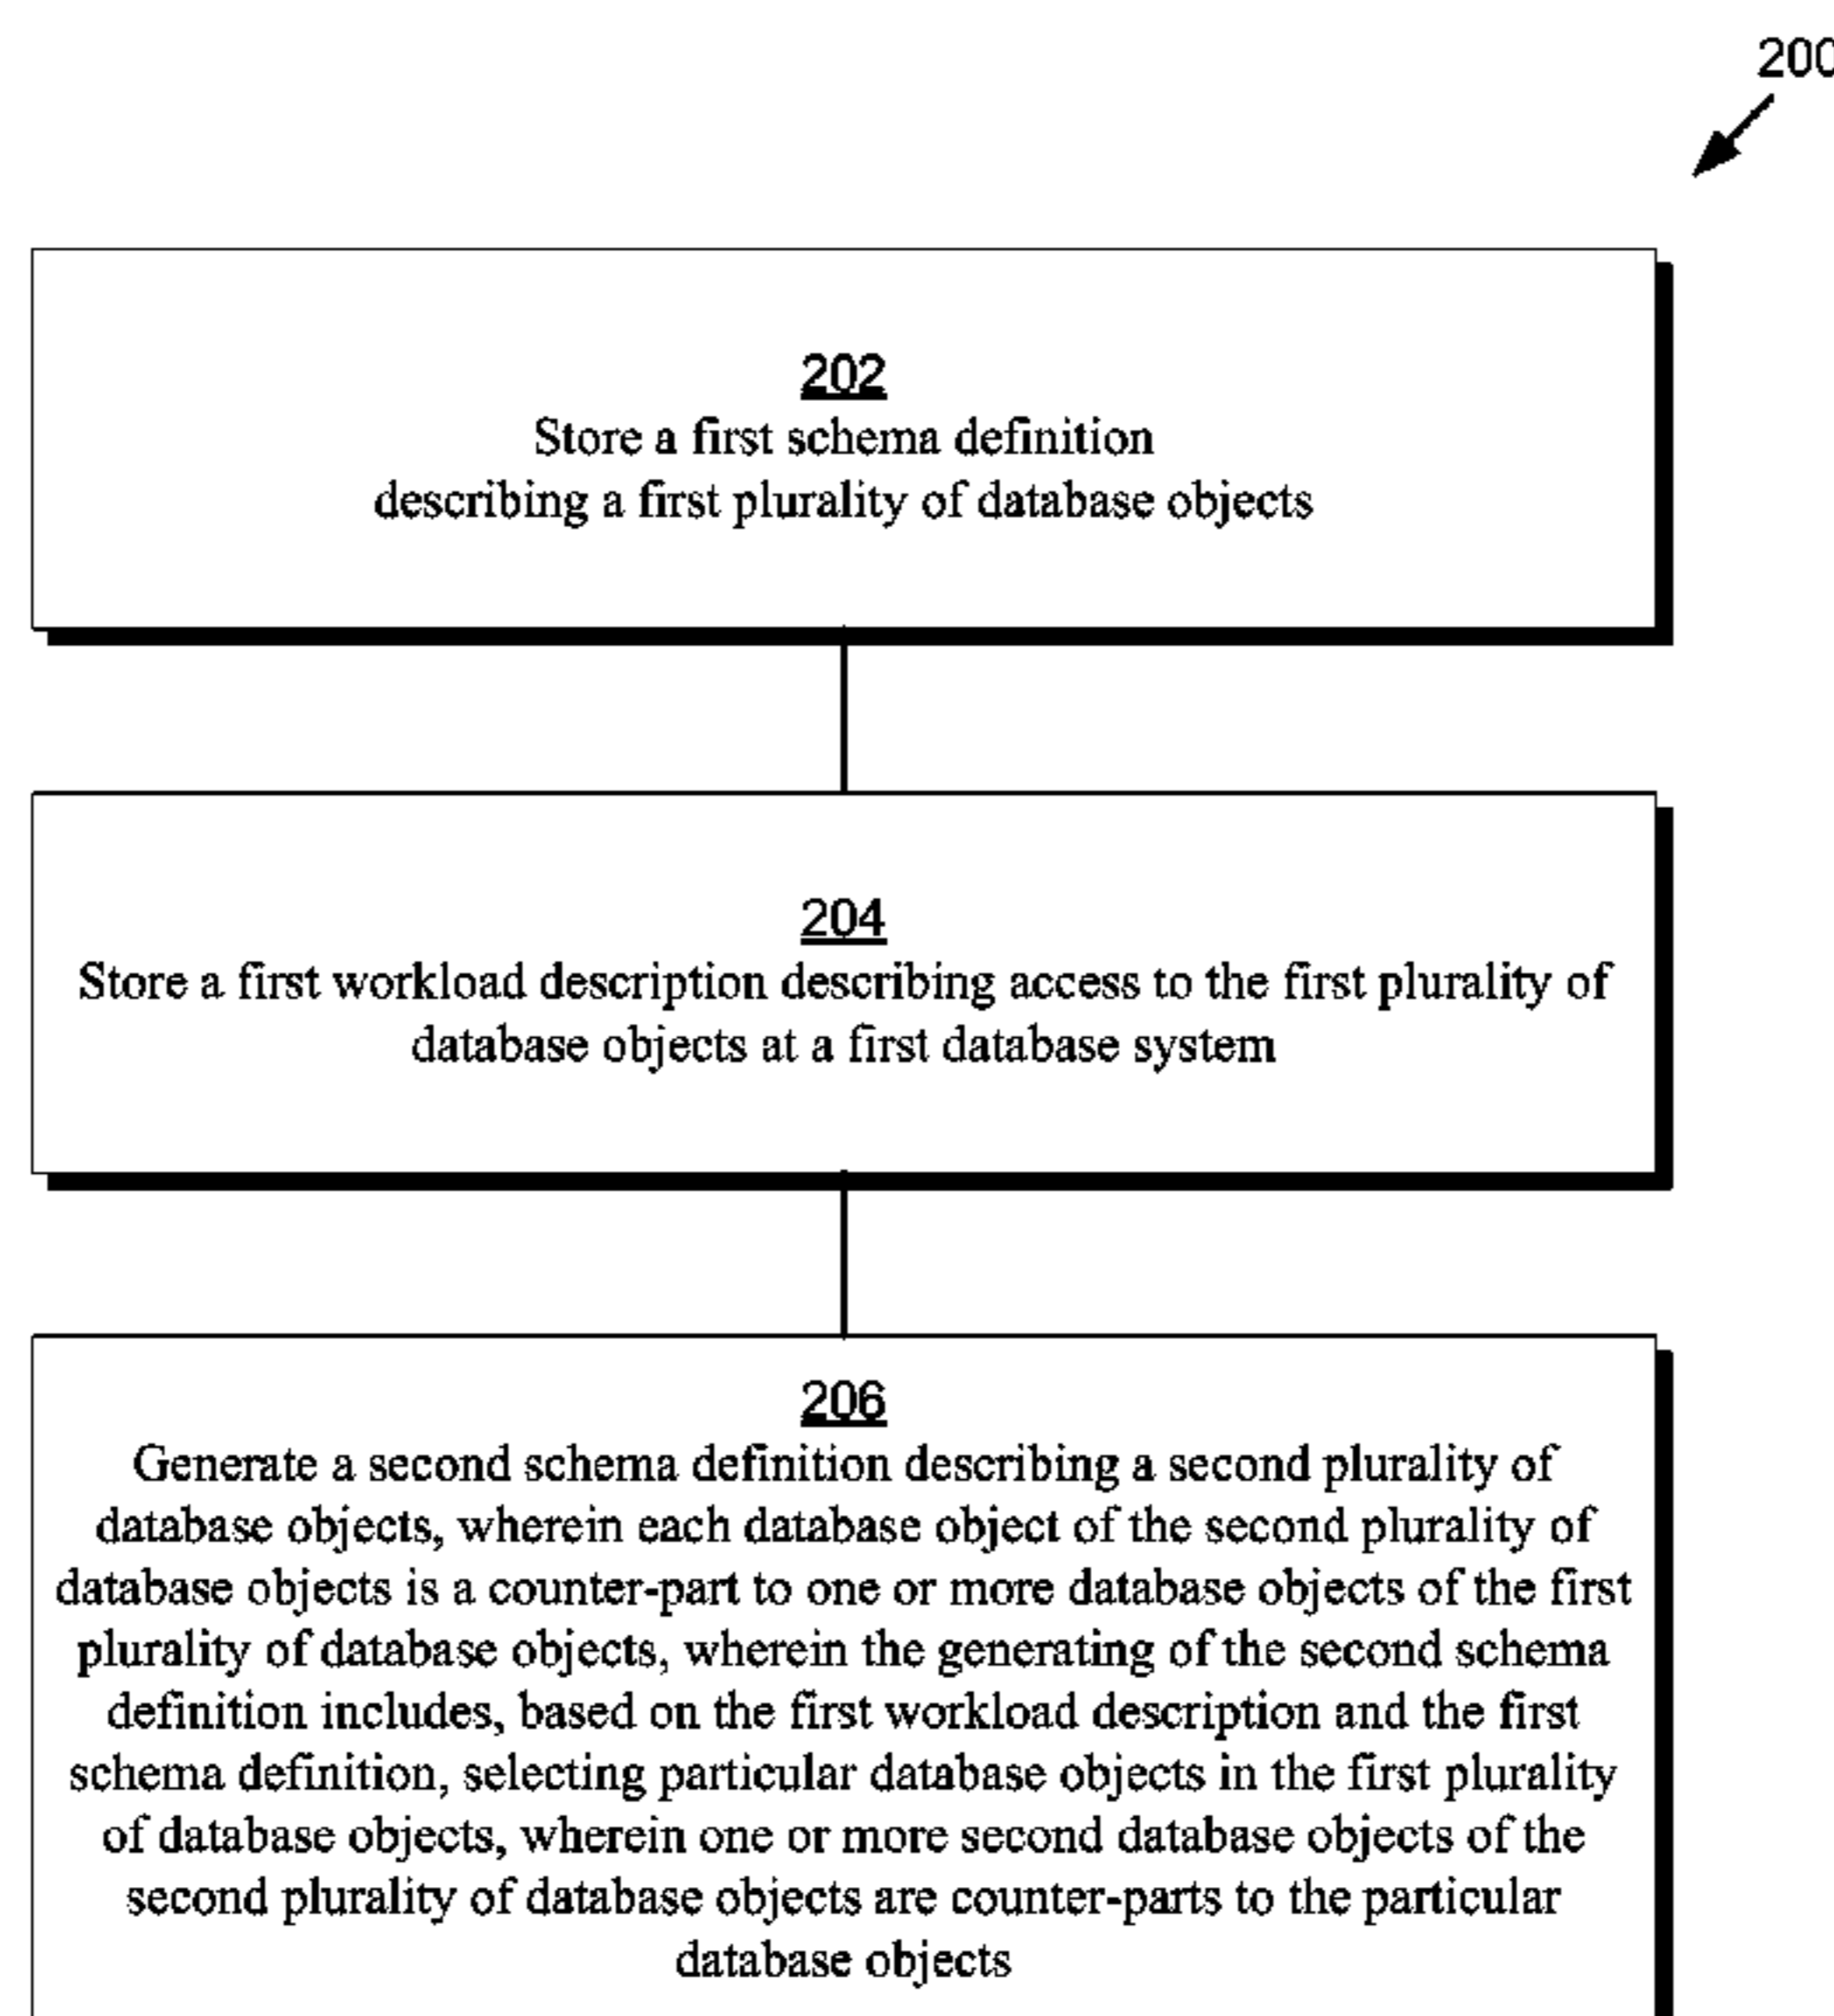 200
202
Store a first schema definition
describing a first plurality of database objects
204
Store a first workload description describing access to the first plurality of
database objects at a first database system
206
Generate a second schema definition describing a second plurality of
database objects, wherein each database object of the second plurality of
database objects is a counter-part to one or more database objects of the first
plurality of database objects, wherein the generating of the second schema
definition includes, based on the first workload description and the first
schema definition, selecting particular database objects in the first plurality
of database objects, wherein one or more second database objects of the
second plurality of database objects are counter-parts to the particular
database objects